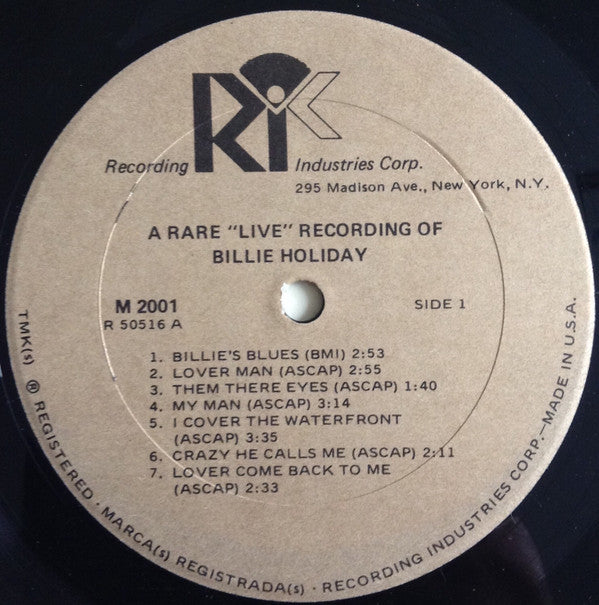 RIC
Recording Industries Corp.
295 Madison Ave., New York, N.Y.
A RARE "LIVE" RECORDING OF
BILLIE HOLIDAY
M 2001
SIDE 1
R 50516 A
1. BILLIE'S BLUES (BMI) 2:53
2. LOVER MAN (ASCAP) 2:55
3. THEM THERE EYES (ASCAP) 1:40
4. MY MAN (ASCAP) 3:14
5. I COVER THE WATERFRONT
(ASCAP) 3:35
6. CRAZY HE CALLS ME (ASCAP) 2:11
7. LOVER COME BACK TO ME
(ASCAP) 2:33
TMK(s) ® REGISTERED · MARCA(s) REGISTRADA(s) · RECORDING INDUSTRIES CORP.—MADE IN U.S.A.